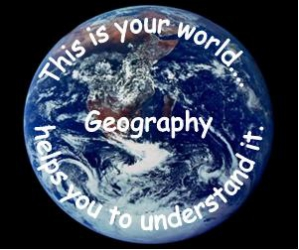 This is your world...
Geography
helps you to understand it.